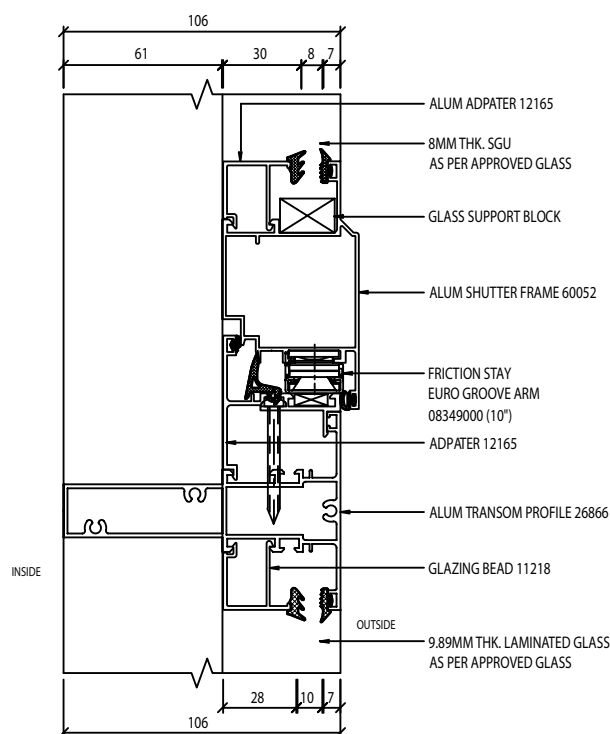 106
61 30 8 7
ALUM ADPATER 12165
8MM THK. SGU
AS PER APPROVED GLASS
GLASS SUPPORT BLOCK
ALUM SHUTTER FRAME 60052
FRICTION STAY
EURO GROOVE ARM
08349000 (10")
ADPATER 12165
ALUM TRANSOM PROFILE 26866
GLAZING BEAD 11218
INSIDE
OUTSIDE
9.89MM THK. LAMINATED GLASS
AS PER APPROVED GLASS
28 10 7
106